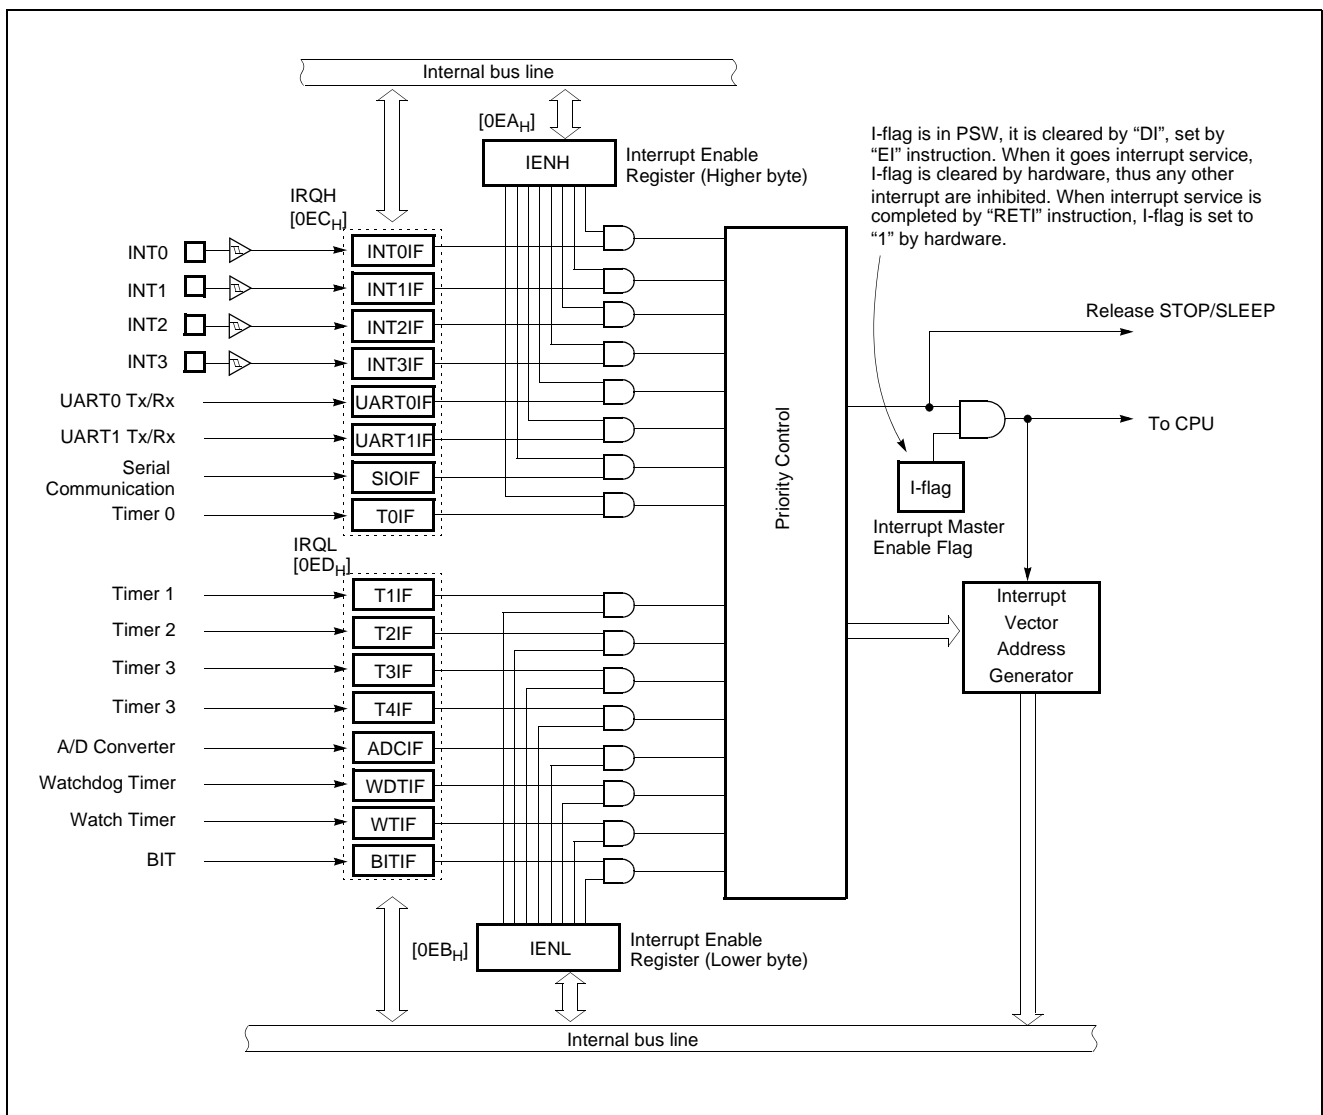 Internal bus line
[0EAH]
IENH
Interrupt Enable
Register (Higher byte)
I-flag is in PSW, it is cleared by “DI”, set by
“EI” instruction. When it goes interrupt service,
I-flag is cleared by hardware, thus any other
interrupt are inhibited. When interrupt service is
completed by “RETI” instruction, I-flag is set to
“1” by hardware.
IRQH
[0ECH]
INT0
INT0IF
INT1
INT1IF
INT2
INT2IF
INT3
INT3IF
UART0 Tx/Rx
UART0IF
UART1 Tx/Rx
UART1IF
Serial
Communication
SIOIF
Timer 0
T0IF
Priority Control
Release STOP/SLEEP
To CPU
I-flag
Interrupt Master
Enable Flag
IRQL
[0EDH]
Timer 1
T1IF
Timer 2
T2IF
Timer 3
T3IF
Timer 3
T4IF
A/D Converter
ADCIF
Watchdog Timer
WDTIF
Watch Timer
WTIF
BIT
BITIF
Interrupt
Vector
Address
Generator
[0EBH]
IENL
Interrupt Enable
Register (Lower byte)
Internal bus line